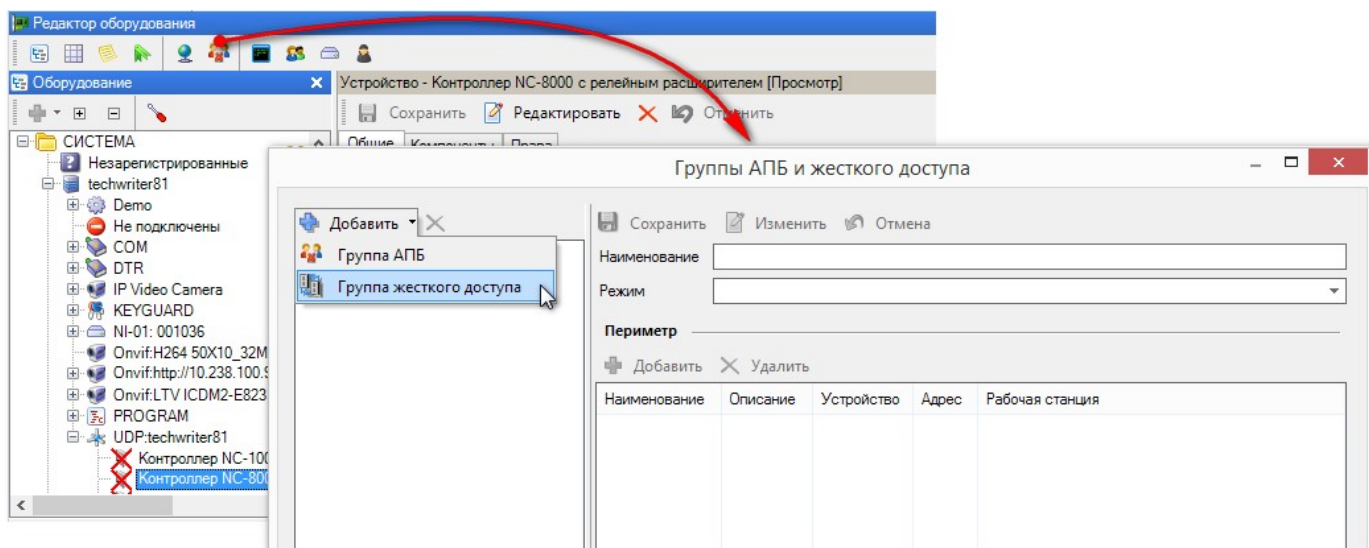 Редактор оборудования
Оборудование
Устройство - Контроллер NC-8000 с релейным расширителем [Просмотр]
Сохранить Редактировать Отменить
СИСТЕМА
Общие Компоненты Права
Незарегистрированные
techwriter81
Demo
Не подключены
COM
DTR
IP Video Camera
KEYGUARD
NI-01: 001036
Onvif:H264 50X10_32M
Onvif:http://10.238.100.9
Onvif:LTV ICDM2-E823
PROGRAM
UDP:techwriter81
Контроллер NC-100
Контроллер NC-800
Группы АПБ и жесткого доступа
Добавить
Группа АПБ
Группа жесткого доступа
Сохранить Изменить Отмена
Наименование
Режим
Периметр
Добавить Удалить
Наименование Описание Устройство Адрес Рабочая станция